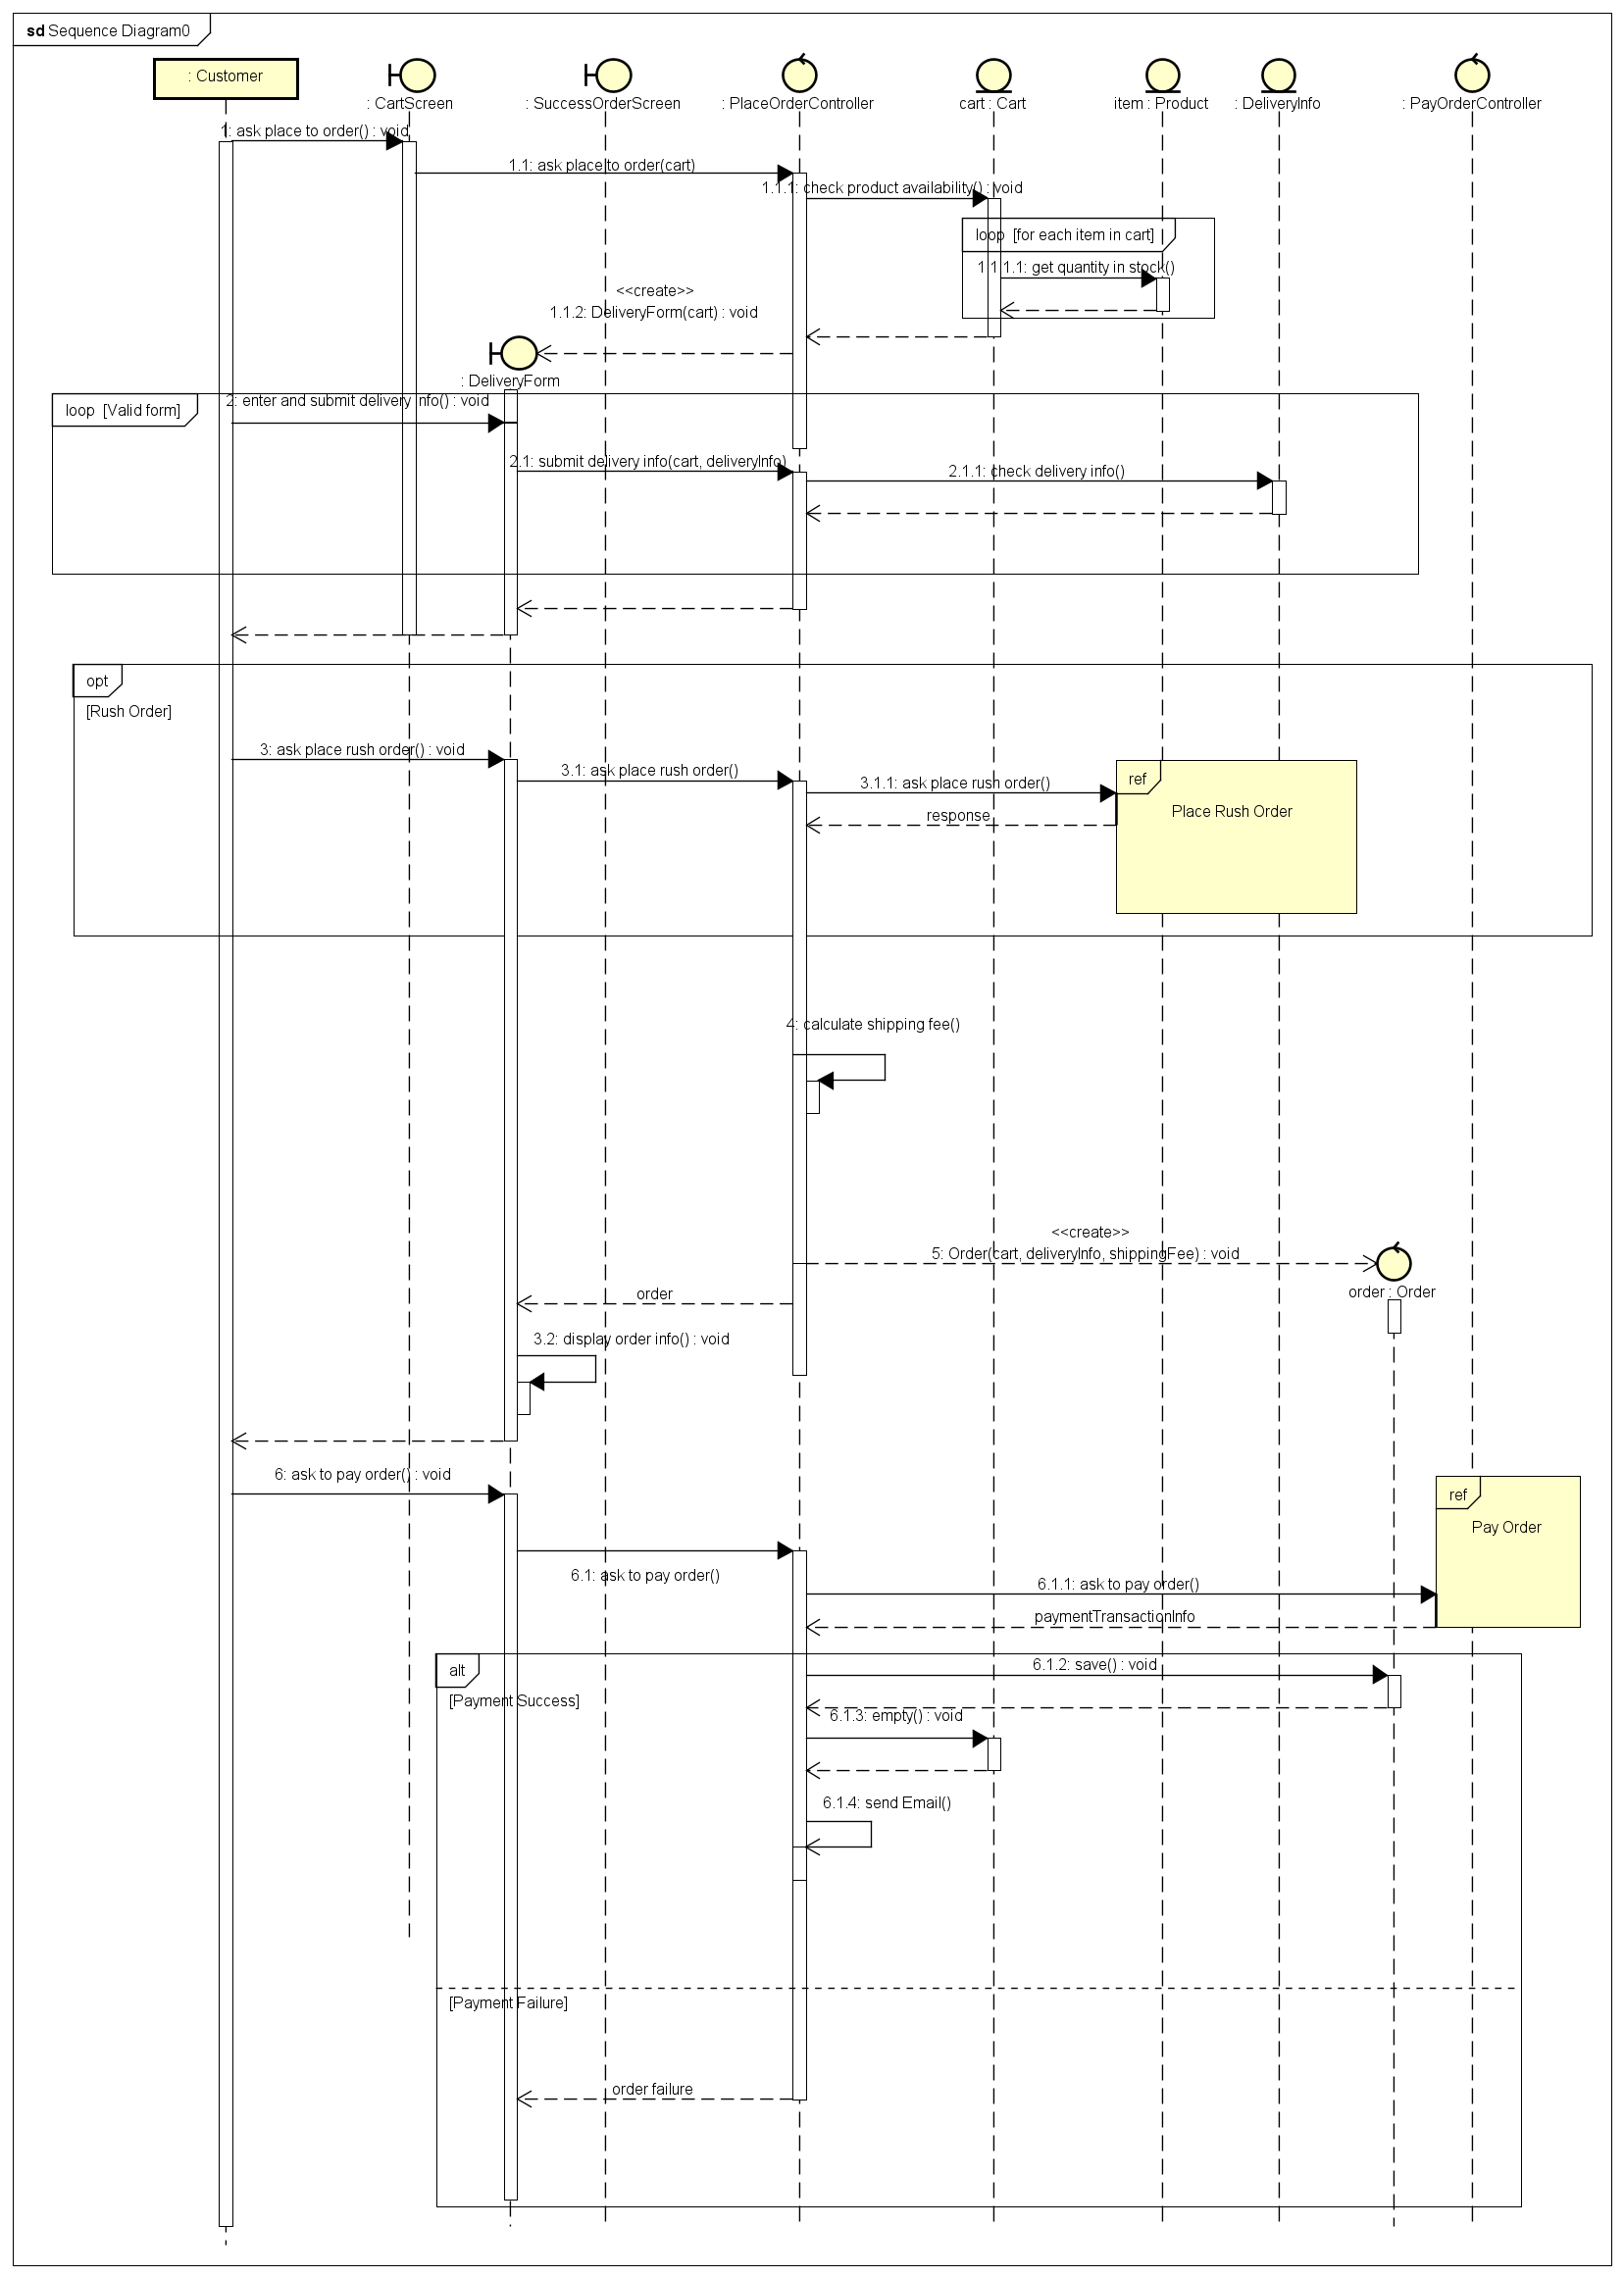 sd Sequence Diagram0
: Customer
: CartScreen
: SuccessOrderScreen
: PlaceOrderController
cart : Cart
item : Product
: DeliveryInfo
: PayOrderController
1: ask place to order() : void
1.1: ask place to order(cart)
1.1.1: check product availability() : void
loop [for each item in cart]
1.1.1.1: get quantity in stock()
<<create>>
1.1.2: DeliveryForm(cart) : void
: DeliveryForm
loop [Valid form]
2: enter and submit delivery info() : void
2.1: submit delivery info(cart, deliveryInfo)
2.1.1: check delivery info()
opt
[Rush Order]
3: ask place rush order() : void
3.1: ask place rush order()
3.1.1: ask place rush order()
ref
Place Rush Order
response
4: calculate shipping fee()
<<create>>
5: Order(cart, deliveryInfo, shippingFee) : void
order : Order
order
3.2: display order info() : void
6: ask to pay order() : void
ref
Pay Order
6.1: ask to pay order()
6.1.1: ask to pay order()
paymentTransactionInfo
alt
[Payment Success]
6.1.2: save() : void
6.1.3: empty() : void
6.1.4: send Email()
[Payment Failure]
order failure